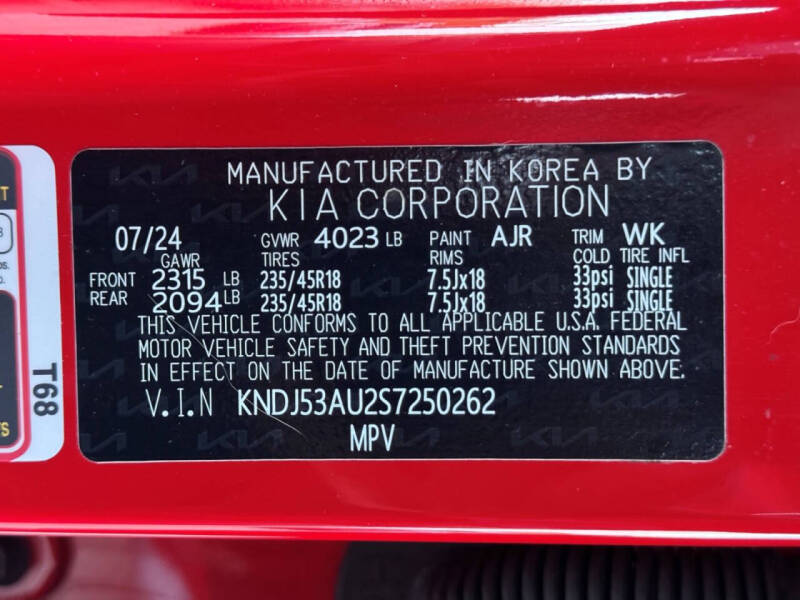 MANUFACTURED IN KOREA BY
KIA CORPORATION
07/24 GVWR 4023 LB PAINT AJR TRIM WK
GAWR TIRES RIMS COLD TIRE INFL
FRONT 2315 LB 235/45R18 7.5Jx18 33psi SINGLE
REAR 2094 LB 235/45R18 7.5Jx18 33psi SINGLE
THIS VEHICLE CONFORMS TO ALL APPLICABLE U.S.A. FEDERAL
MOTOR VEHICLE SAFETY AND THEFT PREVENTION STANDARDS
IN EFFECT ON THE DATE OF MANUFACTURE SHOWN ABOVE.
V.I.N KNDJ53AU2S7250262
MPV
T68